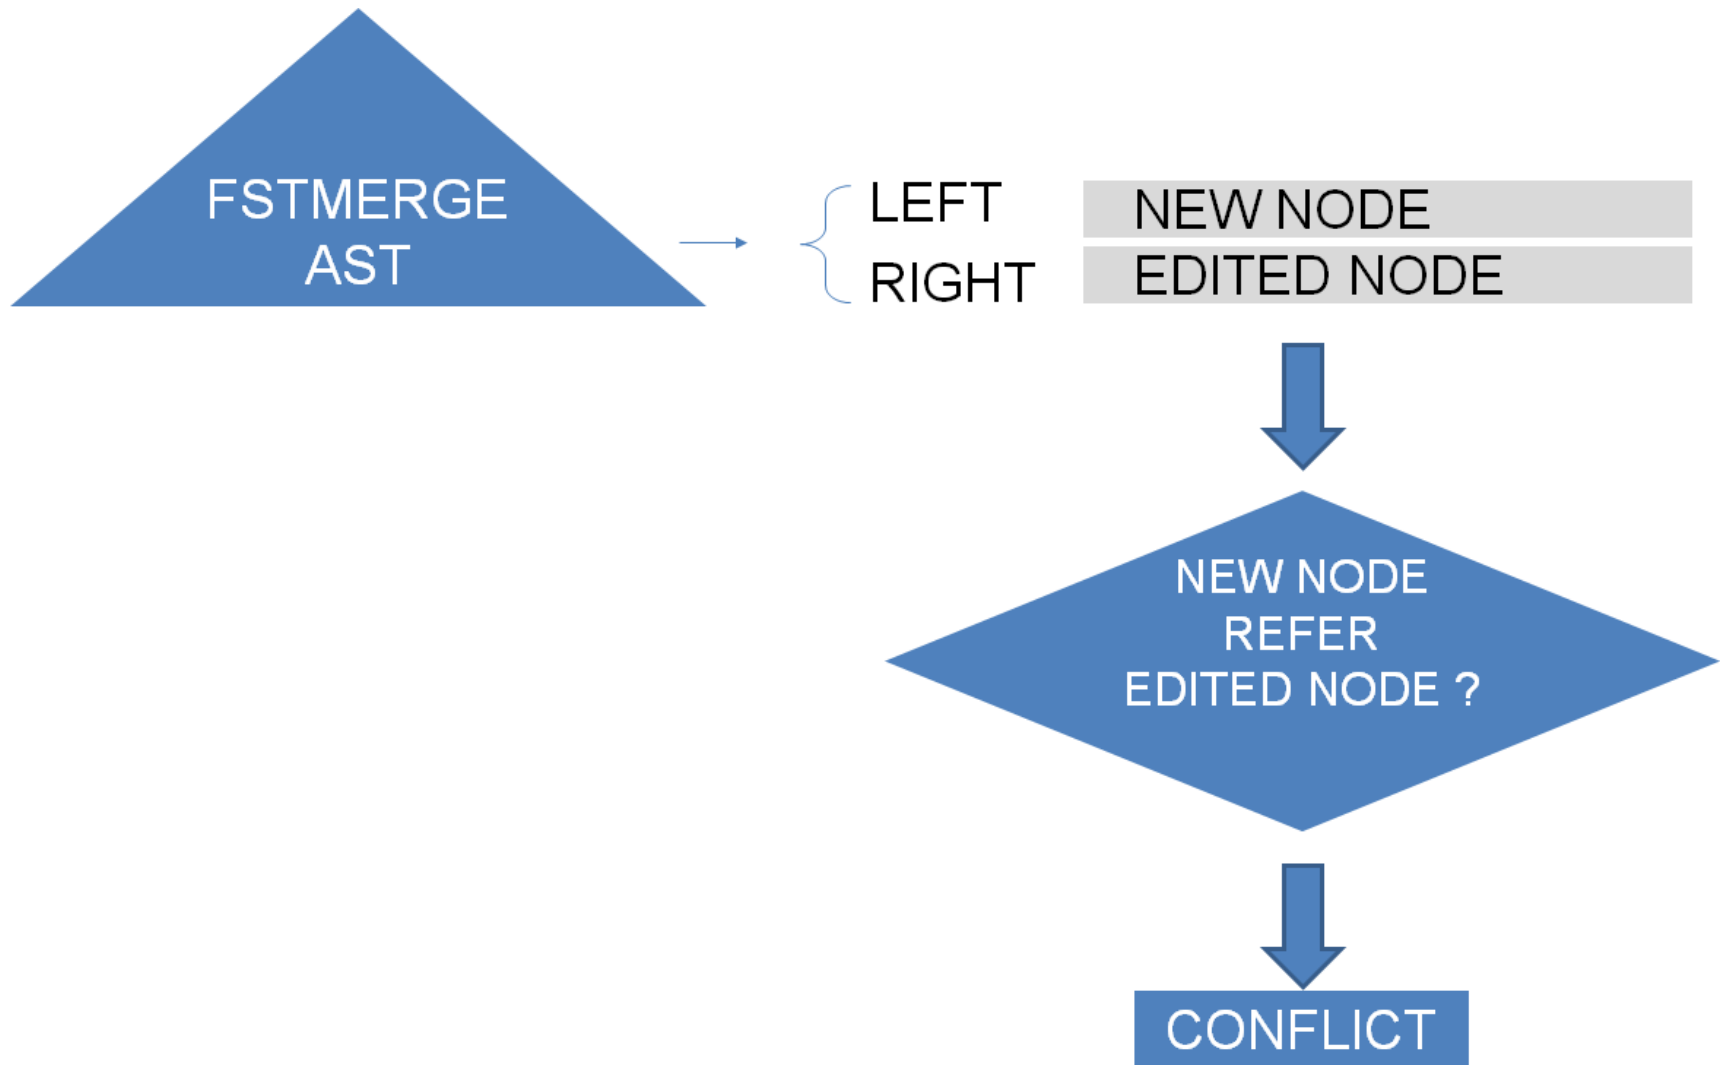 FSTMERGE
AST
LEFT
NEW NODE
RIGHT
EDITED NODE
NEW NODE
REFER
EDITED NODE ?
CONFLICT